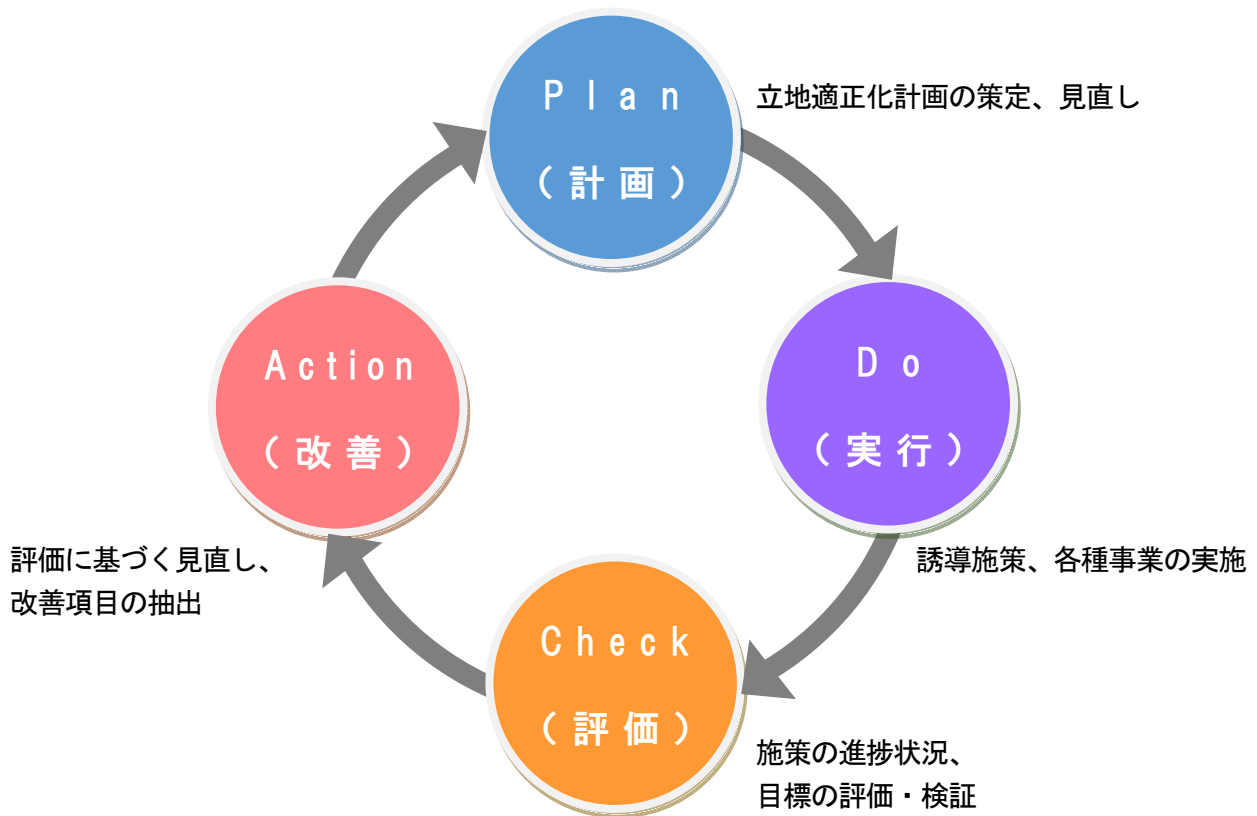 Plan
（計画）
立地適正化計画の策定、見直し
Do
（実行）
誘導施策、各種事業の実施
Check
（評価）
施策の進捗状況、
目標の評価・検証
Action
（改善）
評価に基づく見直し、
改善項目の抽出